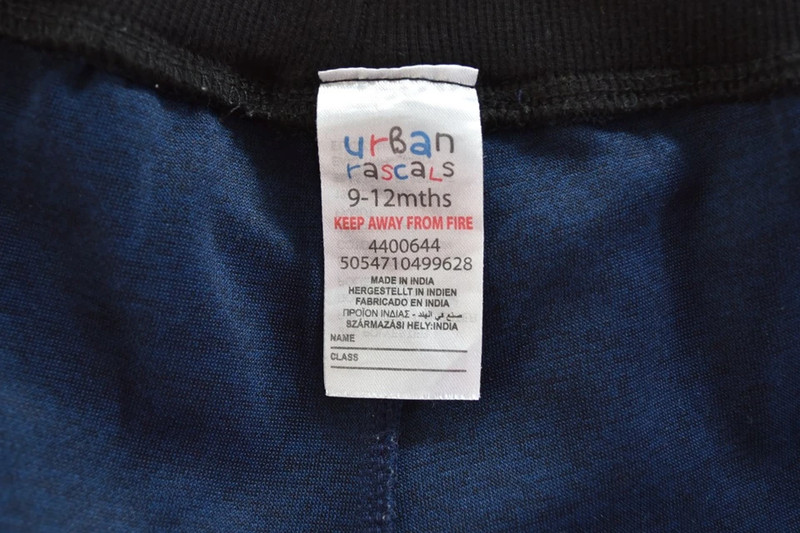 urBan
rascals
9-12mths
KEEP AWAY FROM FIRE
4400644
5054710499628
MADE IN INDIA
HERGESTELLT IN INDIEN
FABRICADO EN INDIA
ΠΡΟΪΟΝ ΙΝΔΙΑΣ - صنع في الهند
SZÁRMAZÁSI HELY:INDIA
NAME
CLASS